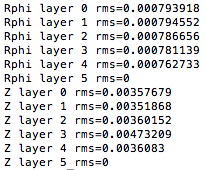 Rphi layer 0 rms=0.000793918
Rphi layer 1 rms=0.000794552
Rphi layer 2 rms=0.000786656
Rphi layer 3 rms=0.000781139
Rphi layer 4 rms=0.000762733
Rphi layer 5 rms=0
Z layer 0 rms=0.00357679
Z layer 1 rms=0.00351868
Z layer 2 rms=0.00360152
Z layer 3 rms=0.00473209
Z layer 4 rms=0.0036083
Z layer 5 rms=0